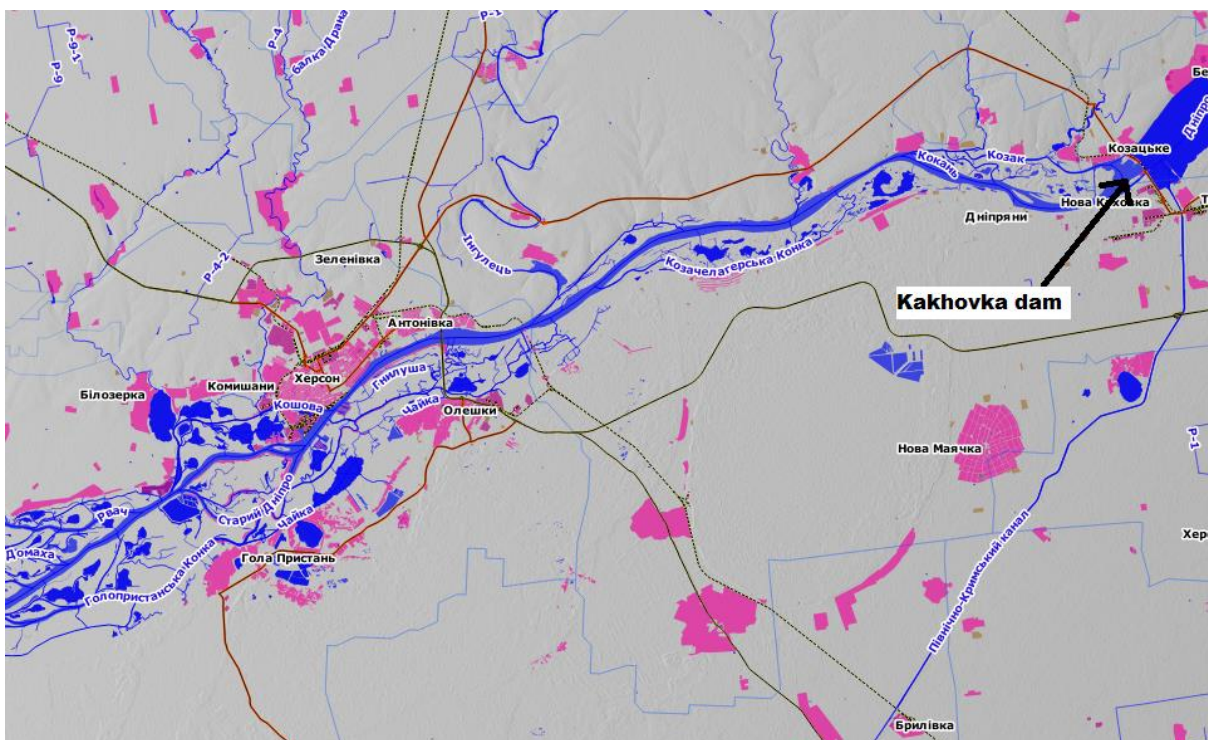 Р-9-1
Р-9
Р-4
балка Драна
Р-1
Бе
Дніпро
Козацьке
Козак
Кокань
Нова Каховка
Т
Дніпряни
Інгулець
Козачелагерська Конка
Зеленівка
Р-4-2
Kakhovka dam
Антонівка
Херсон
Гнилуша
Комишани
Білозерка
Кошова
Чайка
Олешки
Нова Маячка
Р-1
Рвач
Старий Дніпро
Чайка
Домаха
Гола Пристань
Голопристанська Конка
Хер
Північно-Кримський канал
Брилівка